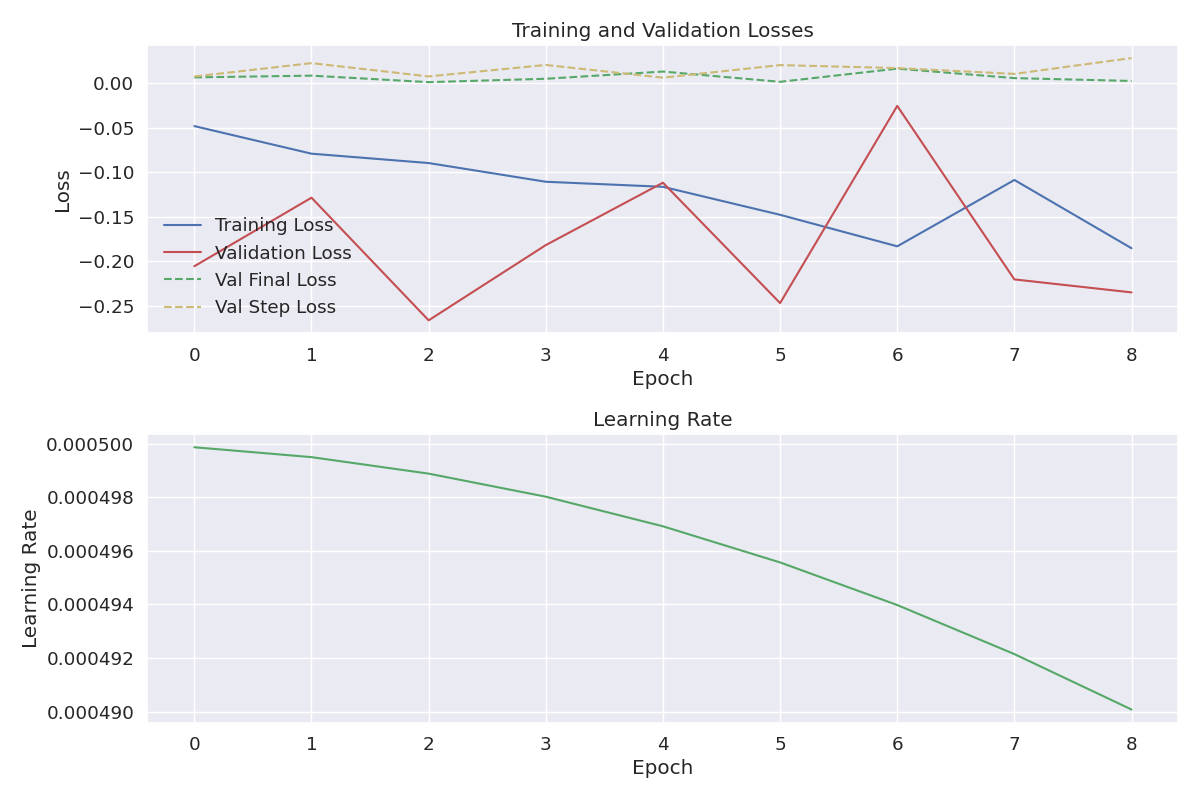 Training and Validation Losses
0.00
−0.05
−0.10
−0.15
−0.20
−0.25
Loss
Training Loss
Validation Loss
Val Final Loss
Val Step Loss
0 1 2 3 4 5 6 7 8
Epoch
Learning Rate
0.000500
0.000498
0.000496
0.000494
0.000492
0.000490
Learning Rate
0 1 2 3 4 5 6 7 8
Epoch